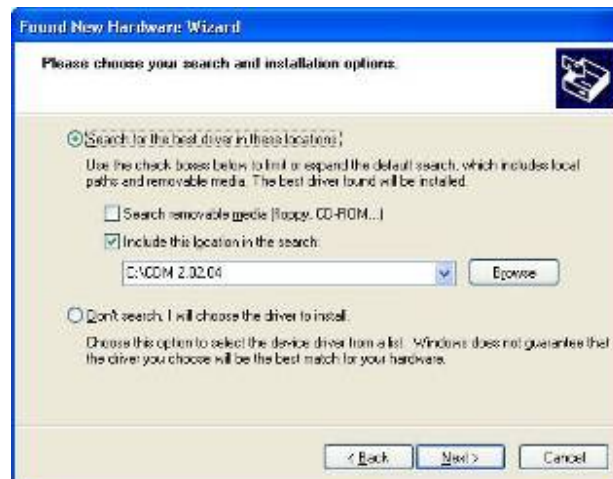 Found New Hardware Wizard
Please choose your search and installation options.
Search for the best driver in these locations.
Use the check boxes below to limit or expand the default search, which includes local
paths and removable media. The best driver found will be installed.
Search removable media (floppy, CD-ROM...)
Include this location in the search:
C:\CDM 2.02.04
Browse
Don't search. I will choose the driver to install.
Choose this option to select the device driver from a list. Windows does not guarantee that
the driver you choose will be the best match for your hardware.
< Back
Next >
Cancel